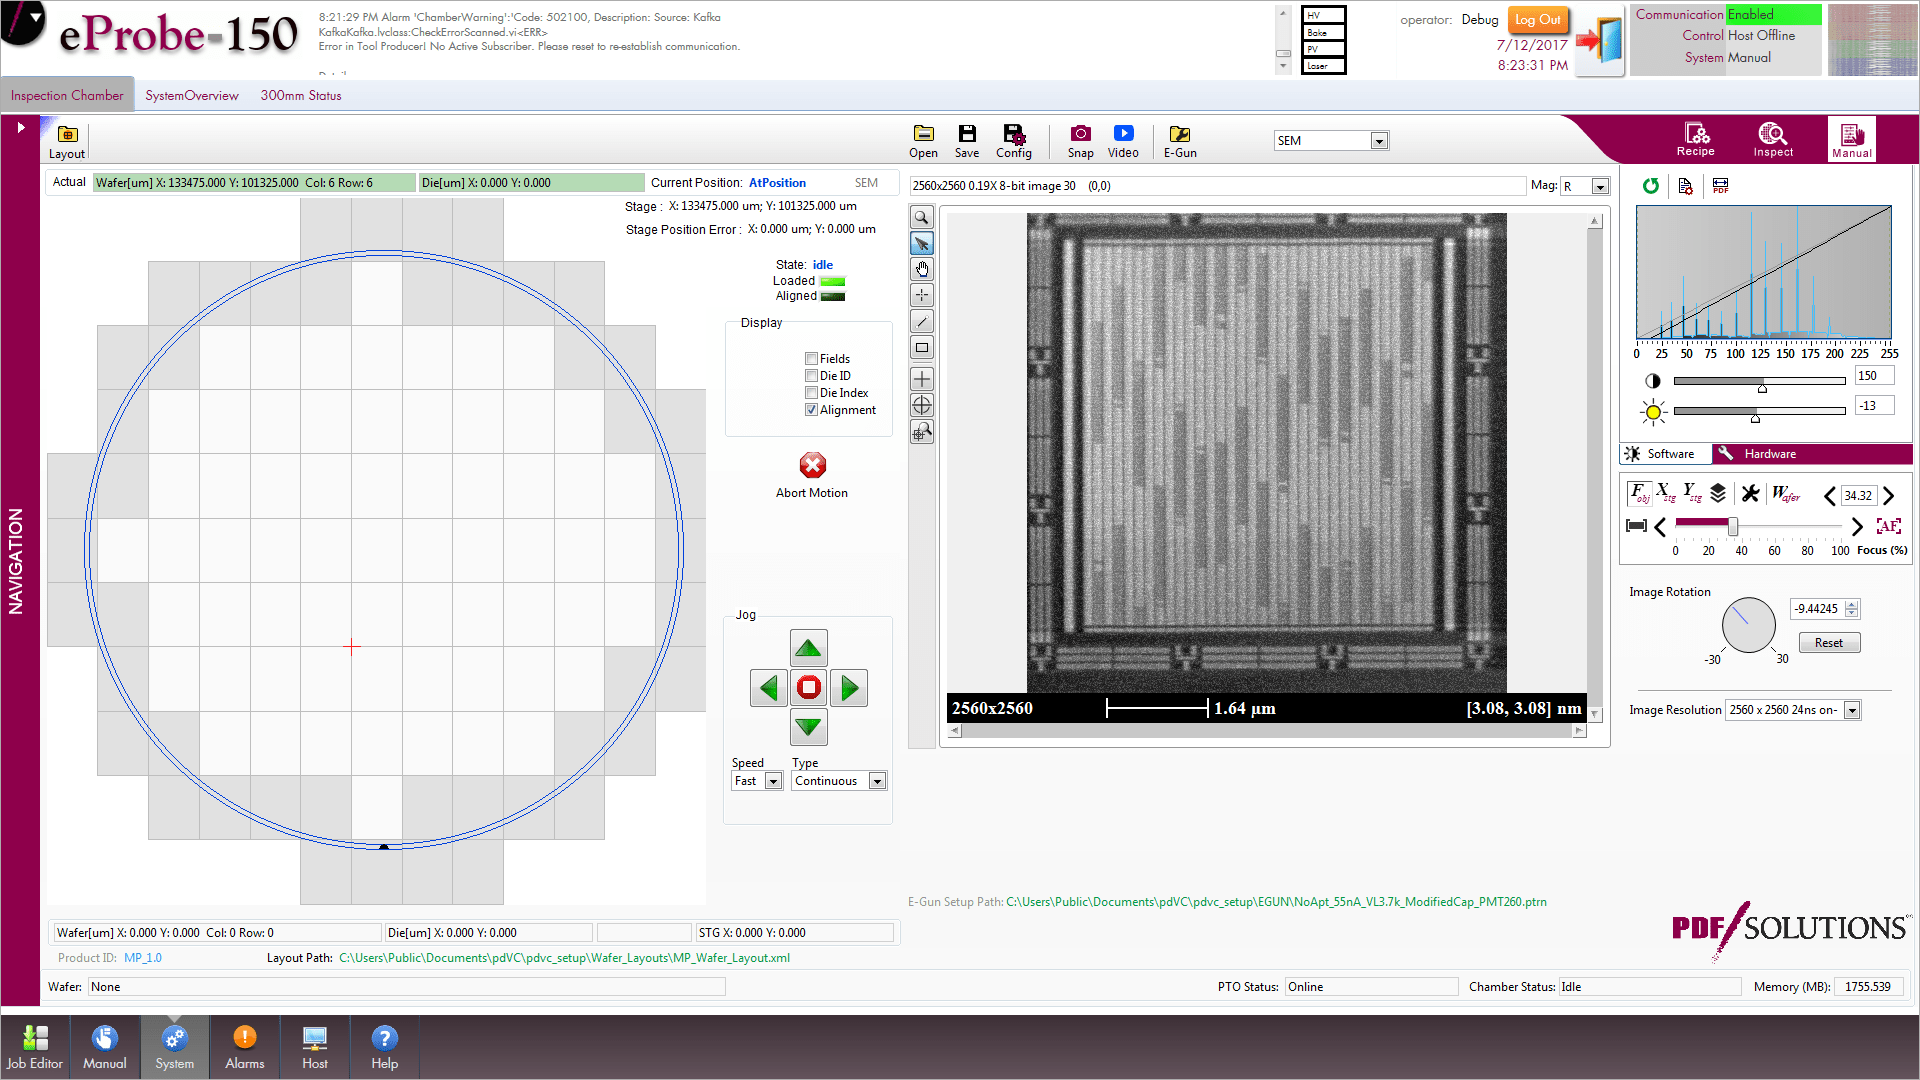 eProbe-150
8:21:29 PM Alarm 'ChamberWarning':'Code: 502100, Description: Source: Kafka
KafkaKafka.lvclass:CheckErrorScanned.vi<ERR>
Error in Tool Producer! No Active Subscriber. Please reset to re-establish communication.
HV
Bake
PV
Laser
operator: Debug
Log Out
7/12/2017
8:23:31 PM
Communication Enabled
Control Host Offline
System Manual
Inspection Chamber
SystemOverview
300mm Status
NAVIGATION
Layout
Open
Save
Config
Snap
Video
E-Gun
SEM
Recipe
Inspect
Manual
Actual
Wafer[um] X: 133475.000 Y: 101325.000 Col: 6 Row: 6
Die[um] X: 0.000 Y: 0.000
Current Position: AtPosition
SEM
Stage : X: 133475.000 um; Y: 101325.000 um
Stage Position Error : X: 0.000 um; Y: 0.000 um
State: idle
Loaded
Aligned
Display
Fields
Die ID
Die Index
Alignment
Abort Motion
Jog
Speed
Type
Fast
Continuous
2560x2560 0.19X 8-bit image 30 (0,0)
Mag: R
2560x2560
1.64 µm
[3.08, 3.08] nm
PDF
0 25 50 75 100 125 150 175 200 225 255
150
-13
Software
Hardware
Fobj
Xstg
Ystg
Wafer
34.32
AF
0 20 40 60 80 100 Focus (%)
Image Rotation
-9.44245
Reset
-30
30
Image Resolution 2560 x 2560 24ns on-
E-Gun Setup Path: C:\Users\Public\Documents\pdVC\pdvc_setup\EGUN\NoApt_55nA_VL3.7k_ModifiedCap_PMT260.ptrn
PDF/SOLUTIONS
Wafer[um] X: 0.000 Y: 0.000 Col: 0 Row: 0
Die[um] X: 0.000 Y: 0.000
STG X: 0.000 Y: 0.000
Product ID: MP_1.0
Layout Path: C:\Users\Public\Documents\pdVC\pdvc_setup\Wafer_Layouts\MP_Wafer_Layout.xml
Wafer: None
PTO Status: Online
Chamber Status: Idle
Memory (MB): 1755.539
Job Editor
Manual
System
Alarms
Host
Help